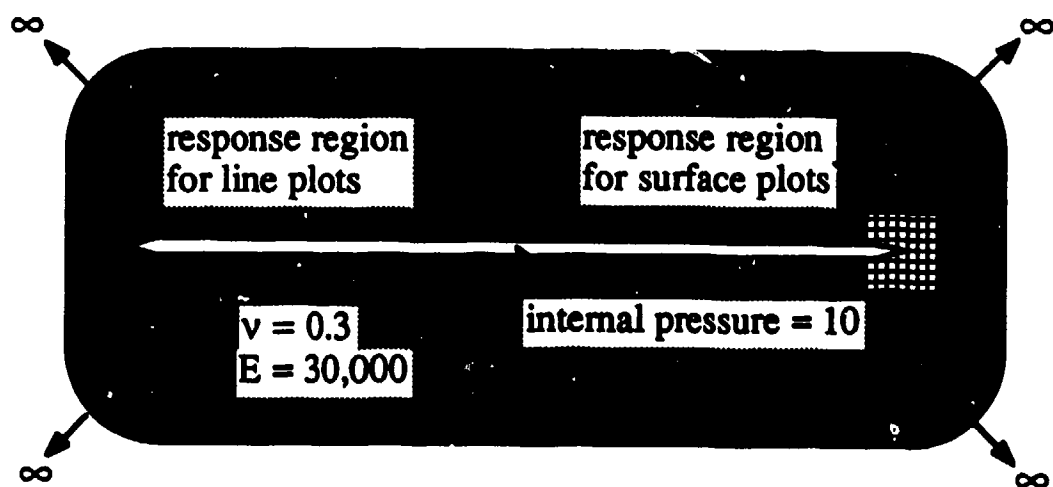 ∞ ∞
response region
for line plots
response region
for surface plots
ν = 0.3
E = 30,000
internal pressure = 10
∞ ∞